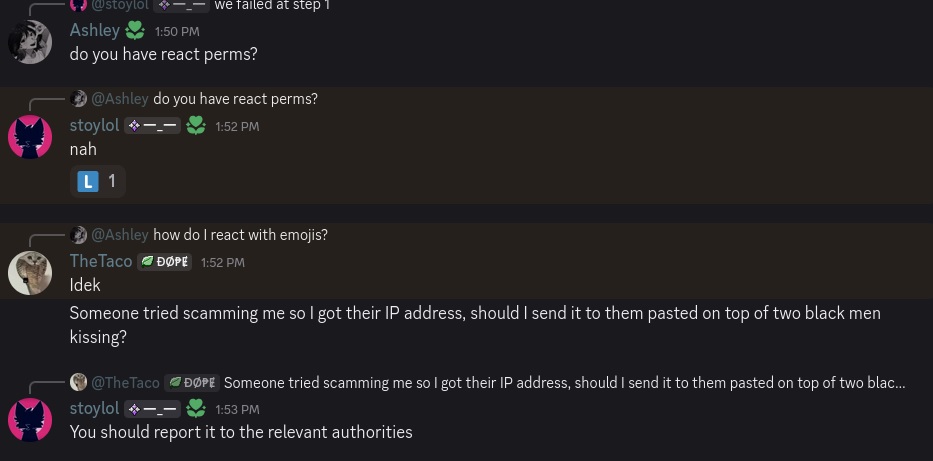 @stoylol —_— we failed at step 1
Ashley 1:50 PM
do you have react perms?
@Ashley do you have react perms?
stoylol —_— 1:52 PM
nah
L 1
@Ashley how do I react with emojis?
TheTaco ĐØ₱Ɇ 1:52 PM
Idek
Someone tried scamming me so I got their IP address, should I send it to them pasted on top of two black men
kissing?
@TheTaco ĐØ₱Ɇ Someone tried scamming me so I got their IP address, should I send it to them pasted on top of two blac...
stoylol —_— 1:53 PM
You should report it to the relevant authorities